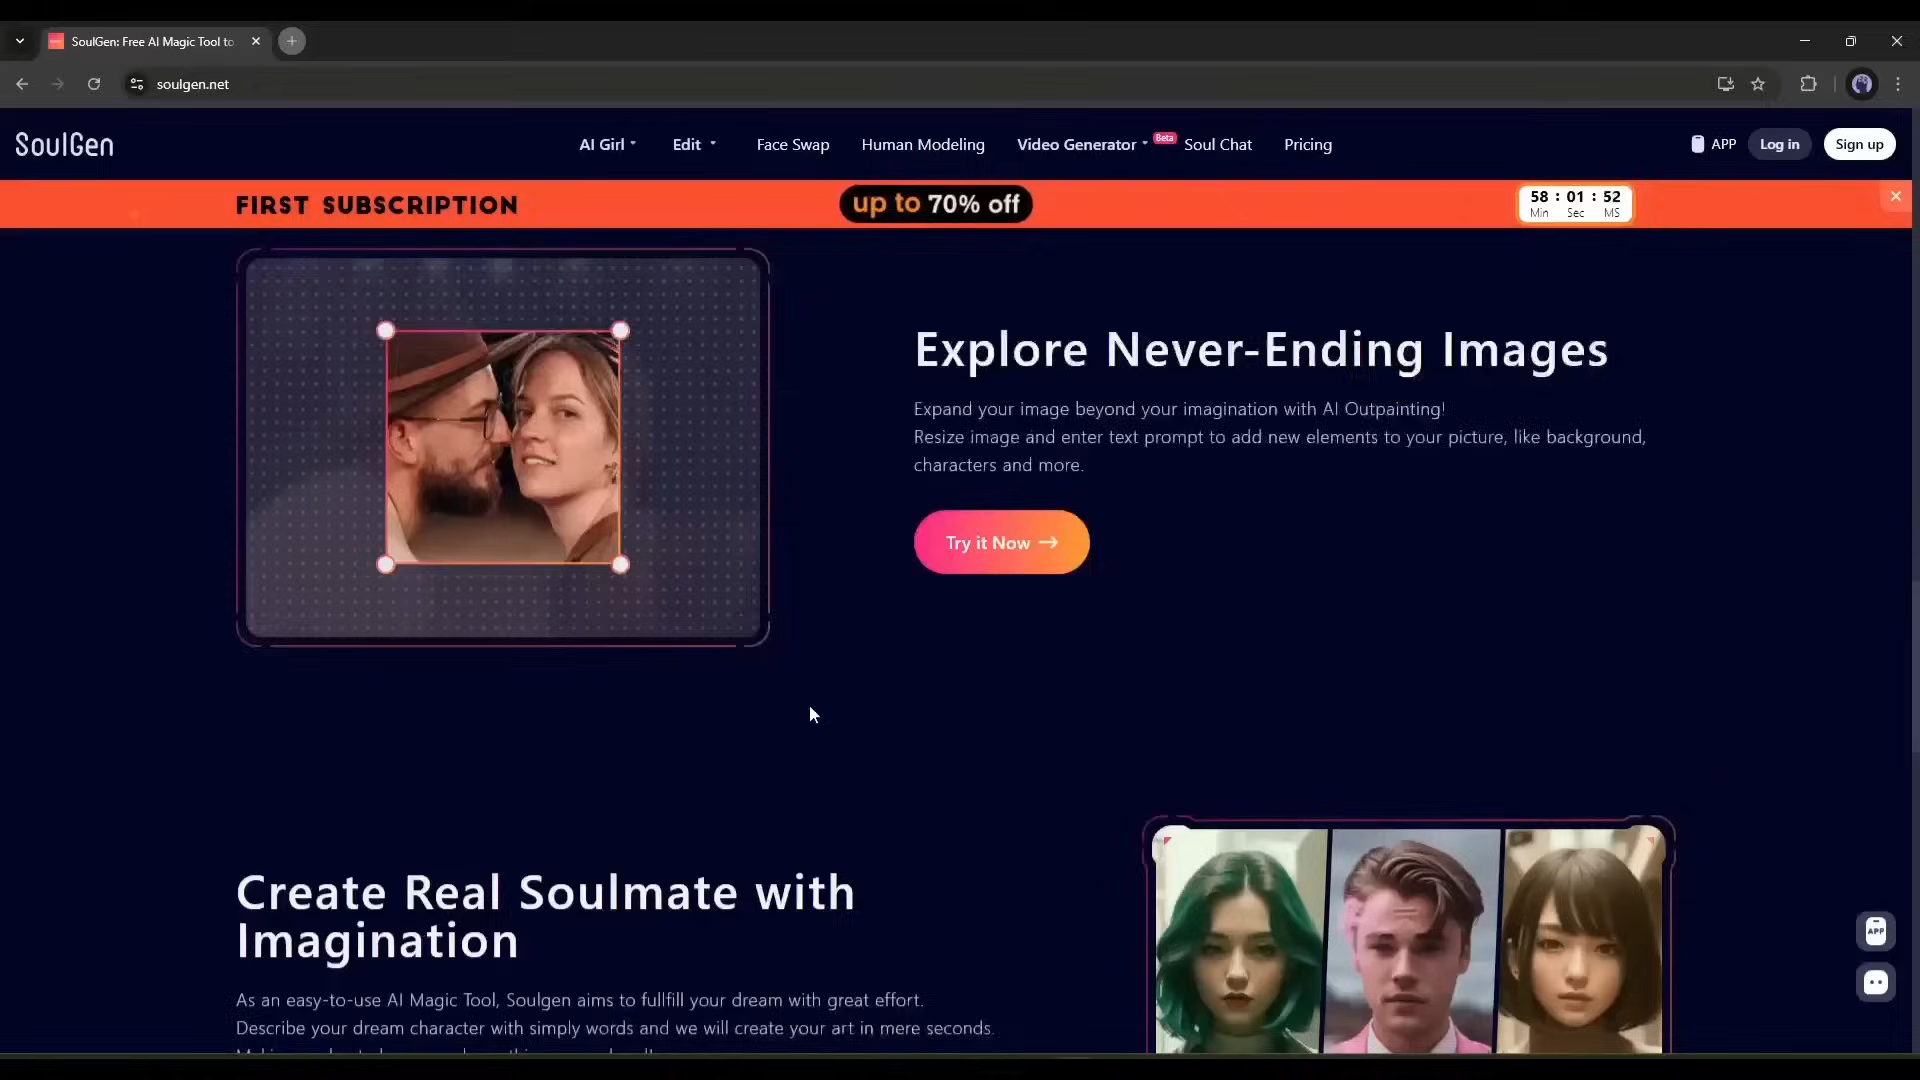 SoulGen: Free AI Magic Tool to
soulgen.net
SoulGen
AI Girl
Edit
Face Swap
Human Modeling
Video Generator
Beta
Soul Chat
Pricing
APP
Log in
Sign up
FIRST SUBSCRIPTION
up to 70% off
58 : 01 : 52
Min Sec MS
Explore Never-Ending Images
Expand your image beyond your imagination with AI Outpainting!
Resize image and enter text prompt to add new elements to your picture, like background,
characters and more.
Try it Now
Create Real Soulmate with
Imagination
As an easy-to-use AI Magic Tool, Soulgen aims to fullfill your dream with great effort.
Describe your dream character with simply words and we will create your art in mere seconds.
APP